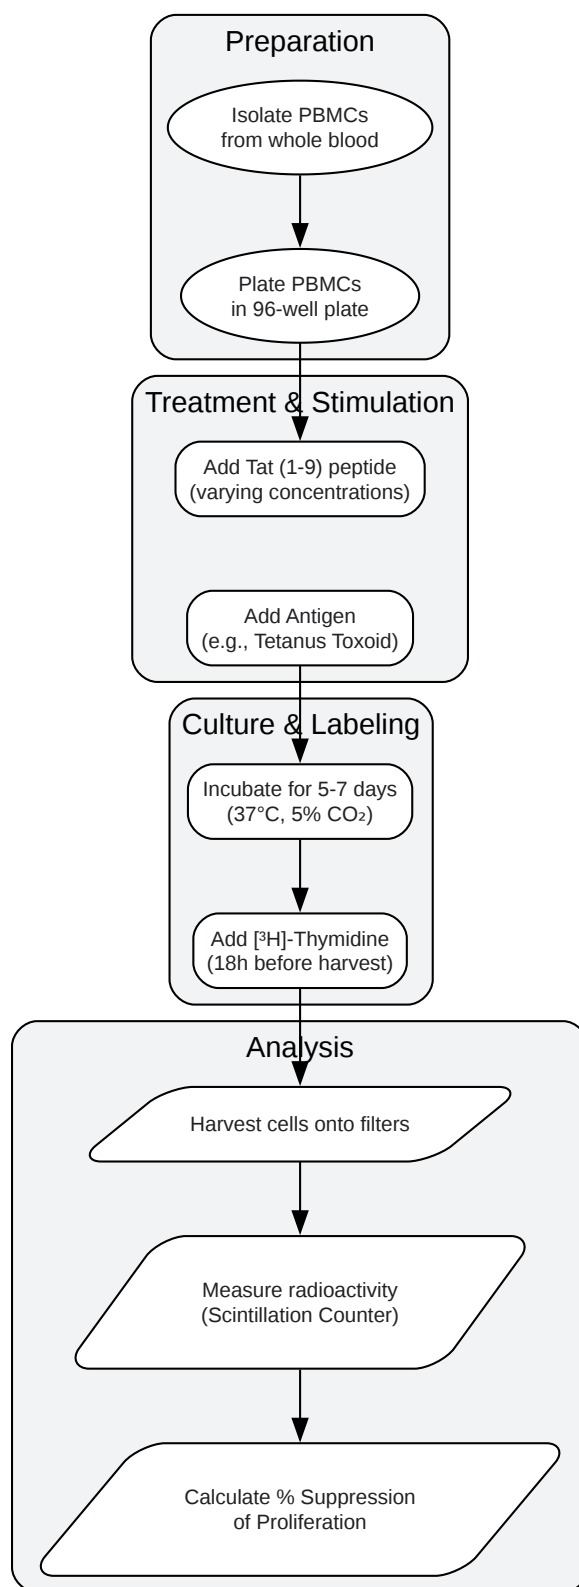 Preparation
Isolate PBMCs
from whole blood
Plate PBMCs
in 96-well plate
Treatment & Stimulation
Add Tat (1-9) peptide
(varying concentrations)
Add Antigen
(e.g., Tetanus Toxoid)
Culture & Labeling
Incubate for 5-7 days
(37°C, 5% CO₂)
Add [³H]-Thymidine
(18h before harvest)
Analysis
Harvest cells onto filters
Measure radioactivity
(Scintillation Counter)
Calculate % Suppression
of Proliferation